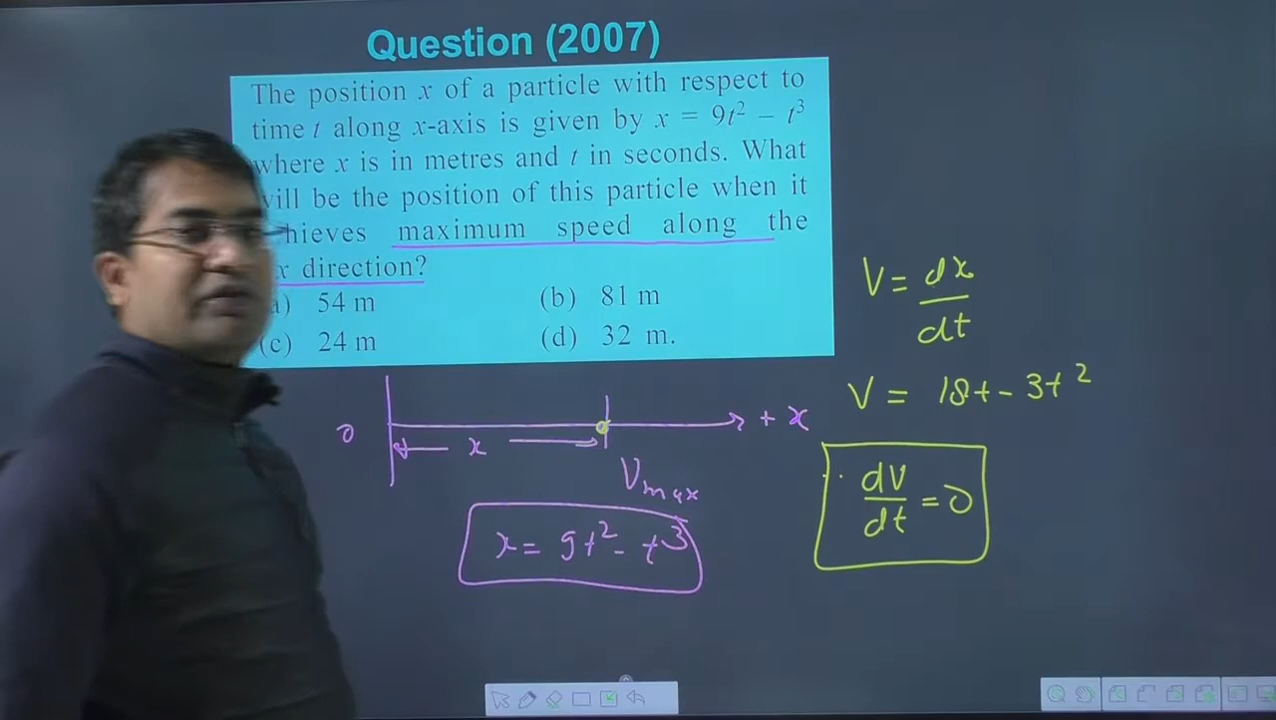 Question (2007)
The position x of a particle with respect to
time t along x-axis is given by x = 9t² – t³
where x is in metres and t in seconds. What
will be the position of this particle when it
hieves maximum speed along the
x direction?
a) 54 m (b) 81 m
(c) 24 m (d) 32 m.
V = dx/dt
V = 18t - 3t²
dV/dt = 0
0 x + x
Vmax
x = 9t² - t³